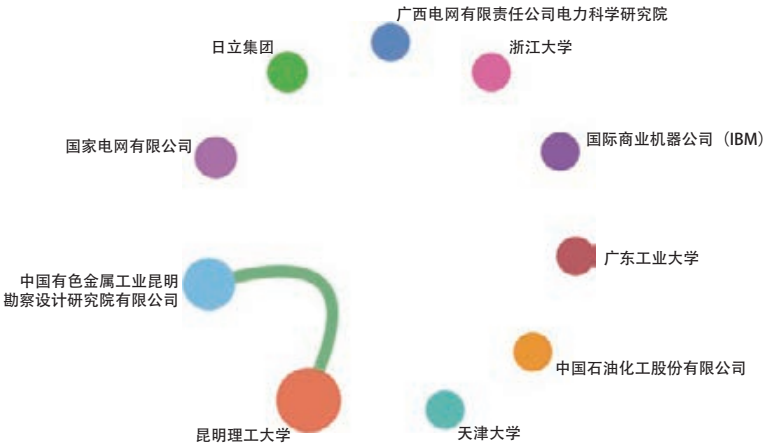 广西电网有限责任公司电力科学研究院
日立集团
浙江大学
国家电网有限公司
国际商业机器公司（IBM）
广东工业大学
中国有色金属工业昆明
勘察设计研究院有限公司
中国石油化工股份有限公司
昆明理工大学
天津大学